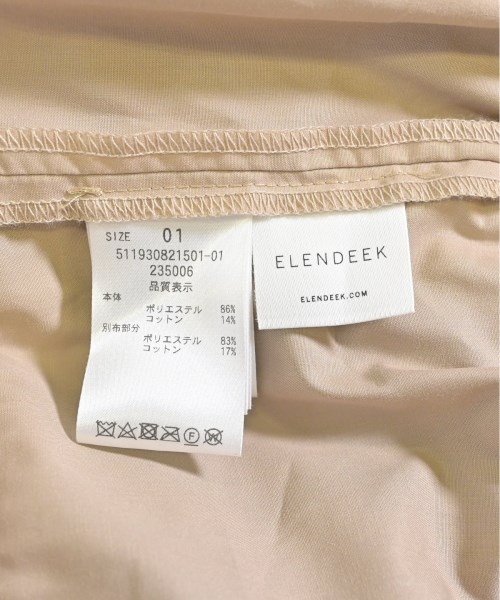 SIZE 01
511930821501-01
235006
品質表示
本体
ポリエステル 86%
コットン 14%
別布部分
ポリエステル 83%
コットン 17%
ELENDEEK
ELENDEEK.COM